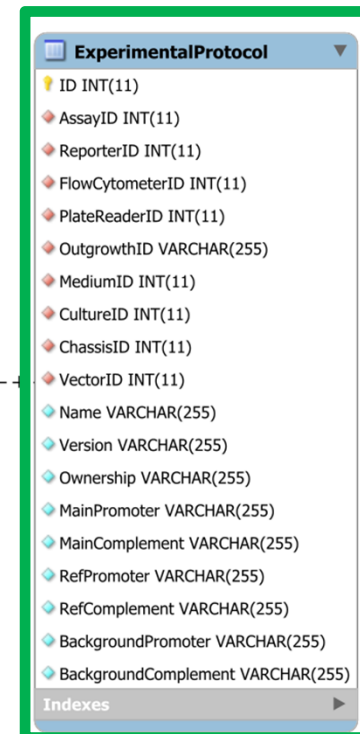 ExperimentalProtocol
ID INT(11)
AssayID INT(11)
ReporterID INT(11)
FlowCytometerID INT(11)
PlateReaderID INT(11)
OutgrowthID VARCHAR(255)
MediumID INT(11)
CultureID INT(11)
ChassisID INT(11)
VectorID INT(11)
Name VARCHAR(255)
Version VARCHAR(255)
Ownership VARCHAR(255)
MainPromoter VARCHAR(255)
MainComplement VARCHAR(255)
RefPromoter VARCHAR(255)
RefComplement VARCHAR(255)
BackgroundPromoter VARCHAR(255)
BackgroundComplement VARCHAR(255)
Indexes